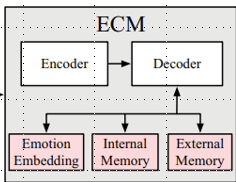 ECM
Encoder
Decoder
Emotion
Embedding
Internal
Memory
External
Memory